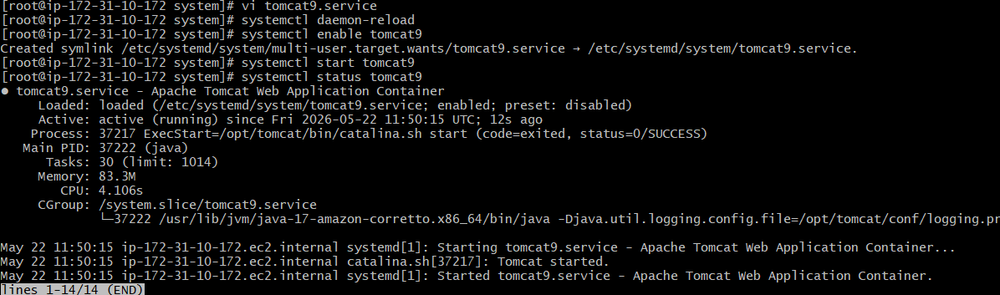 [root@ip-172-31-10-172 system]# vi tomcat9.service
[root@ip-172-31-10-172 system]# systemctl daemon-reload
[root@ip-172-31-10-172 system]# systemctl enable tomcat9
Created symlink /etc/systemd/system/multi-user.target.wants/tomcat9.service → /etc/systemd/system/tomcat9.service.
[root@ip-172-31-10-172 system]# systemctl start tomcat9
[root@ip-172-31-10-172 system]# systemctl status tomcat9
● tomcat9.service - Apache Tomcat Web Application Container
     Loaded: loaded (/etc/systemd/system/tomcat9.service; enabled; preset: disabled)
     Active: active (running) since Fri 2026-05-22 11:50:15 UTC; 12s ago
    Process: 37217 ExecStart=/opt/tomcat/bin/catalina.sh start (code=exited, status=0/SUCCESS)
   Main PID: 37222 (java)
      Tasks: 30 (limit: 1014)
     Memory: 83.3M
        CPU: 4.106s
     CGroup: /system.slice/tomcat9.service
             └─37222 /usr/lib/jvm/java-17-amazon-corretto.x86_64/bin/java -Djava.util.logging.config.file=/opt/tomcat/conf/logging.pr
May 22 11:50:15 ip-172-31-10-172.ec2.internal systemd[1]: Starting tomcat9.service - Apache Tomcat Web Application Container...
May 22 11:50:15 ip-172-31-10-172.ec2.internal catalina.sh[37217]: Tomcat started.
May 22 11:50:15 ip-172-31-10-172.ec2.internal systemd[1]: Started tomcat9.service - Apache Tomcat Web Application Container.
lines 1-14/14 (END)